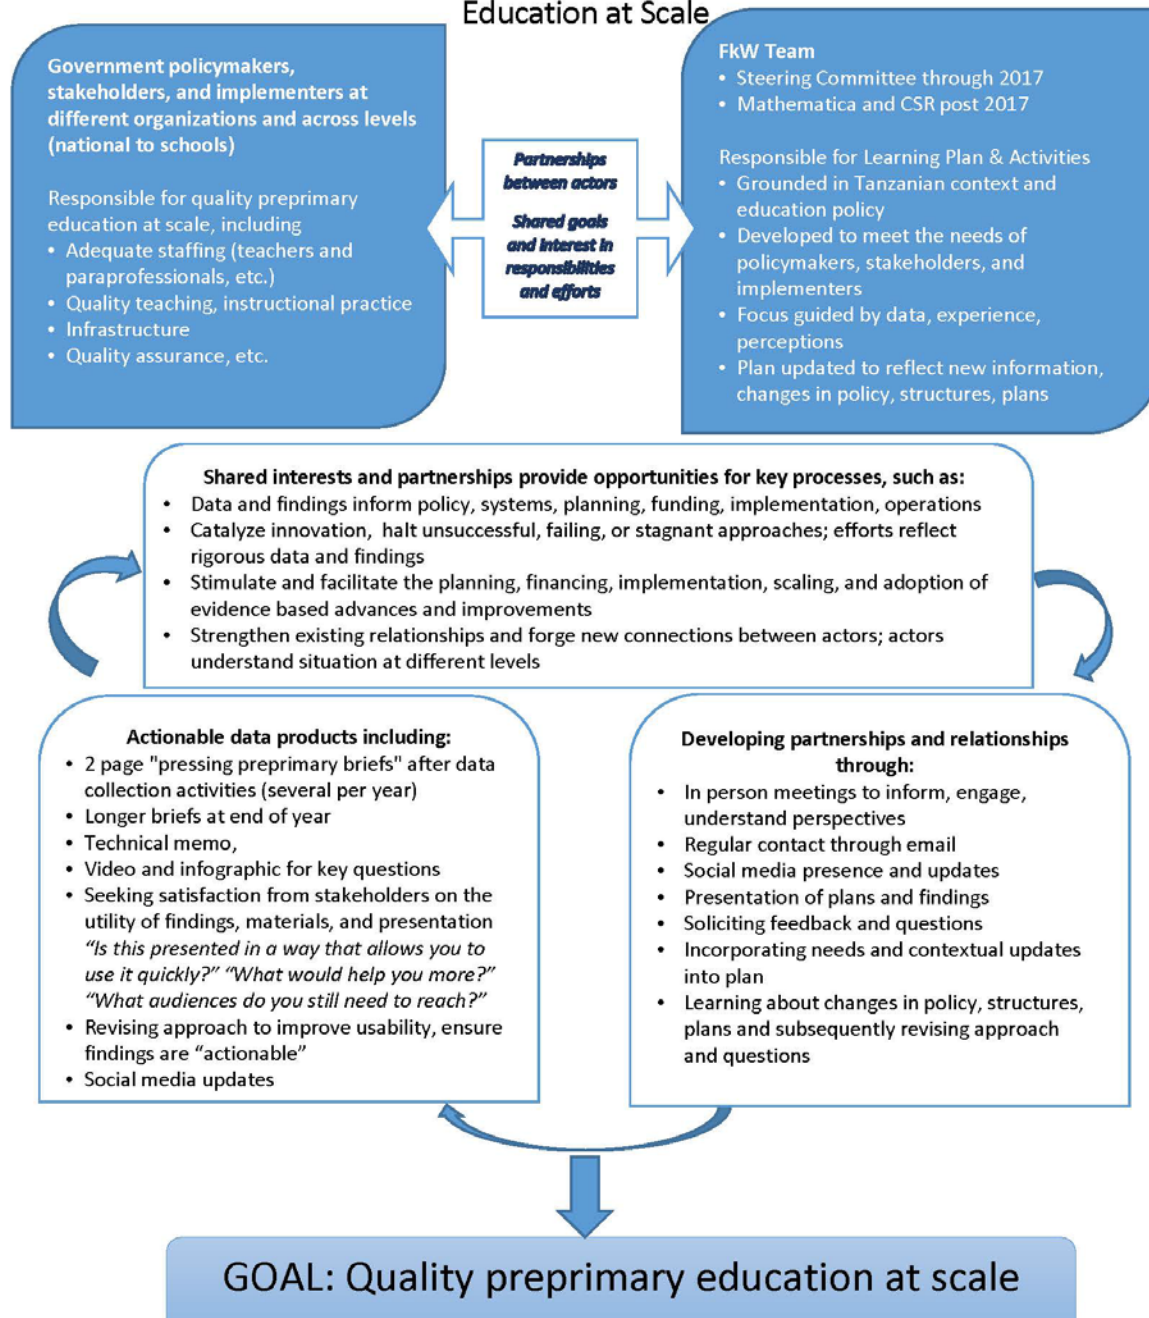 Education at Scale
Government policymakers,
stakeholders, and implementers at
different organizations and across levels
(national to schools)
Responsible for quality preprimary
education at scale, including
• Adequate staffing (teachers and
paraprofessionals, etc.)
• Quality teaching, instructional practice
• Infrastructure
• Quality assurance, etc.
Partnerships
between actors
Shared goals
and interest in
responsibilities
and efforts
FkW Team
• Steering Committee through 2017
• Mathematica and CSR post 2017
Responsible for Learning Plan & Activities
• Grounded in Tanzanian context and
education policy
• Developed to meet the needs of
policymakers, stakeholders, and
implementers
• Focus guided by data, experience,
perceptions
• Plan updated to reflect new information,
changes in policy, structures, plans
Shared interests and partnerships provide opportunities for key processes, such as:
• Data and findings inform policy, systems, planning, funding, implementation, operations
• Catalyze innovation, halt unsuccessful, failing, or stagnant approaches; efforts reflect
rigorous data and findings
• Stimulate and facilitate the planning, financing, implementation, scaling, and adoption of
evidence based advances and improvements
• Strengthen existing relationships and forge new connections between actors; actors
understand situation at different levels
Actionable data products including:
• 2 page "pressing preprimary briefs" after data
collection activities (several per year)
• Longer briefs at end of year
• Technical memo,
• Video and infographic for key questions
• Seeking satisfaction from stakeholders on the
utility of findings, materials, and presentation
“Is this presented in a way that allows you to
use it quickly?” “What would help you more?”
“What audiences do you still need to reach?”
• Revising approach to improve usability, ensure
findings are “actionable”
• Social media updates
Developing partnerships and relationships
through:
• In person meetings to inform, engage,
understand perspectives
• Regular contact through email
• Social media presence and updates
• Presentation of plans and findings
• Soliciting feedback and questions
• Incorporating needs and contextual updates
into plan
• Learning about changes in policy, structures,
plans and subsequently revising approach
and questions
GOAL: Quality preprimary education at scale